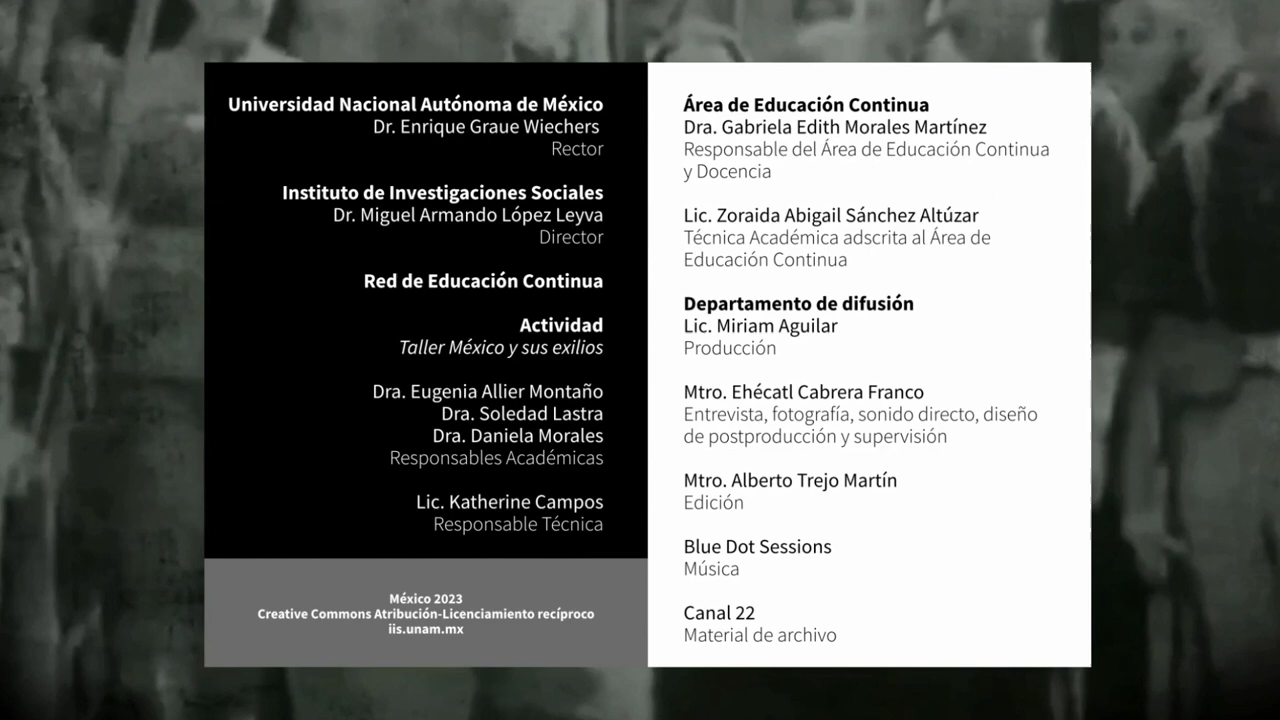 Universidad Nacional Autónoma de México
Dr. Enrique Graue Wiechers
Rector
Instituto de Investigaciones Sociales
Dr. Miguel Armando López Leyva
Director
Red de Educación Continua
Actividad
Taller México y sus exilios
Dra. Eugenia Allier Montaño
Dra. Soledad Lastra
Dra. Daniela Morales
Responsables Académicas
Lic. Katherine Campos
Responsable Técnica
México 2023
Creative Commons Atribución-Licenciamiento recíproco
iis.unam.mx
Área de Educación Continua
Dra. Gabriela Edith Morales Martínez
Responsable del Área de Educación Continua
y Docencia
Lic. Zoraida Abigail Sánchez Altúzar
Técnica Académica adscrita al Área de
Educación Continua
Departamento de difusión
Lic. Miriam Aguilar
Producción
Mtro. Ehécatl Cabrera Franco
Entrevista, fotografía, sonido directo, diseño
de postproducción y supervisión
Mtro. Alberto Trejo Martín
Edición
Blue Dot Sessions
Música
Canal 22
Material de archivo